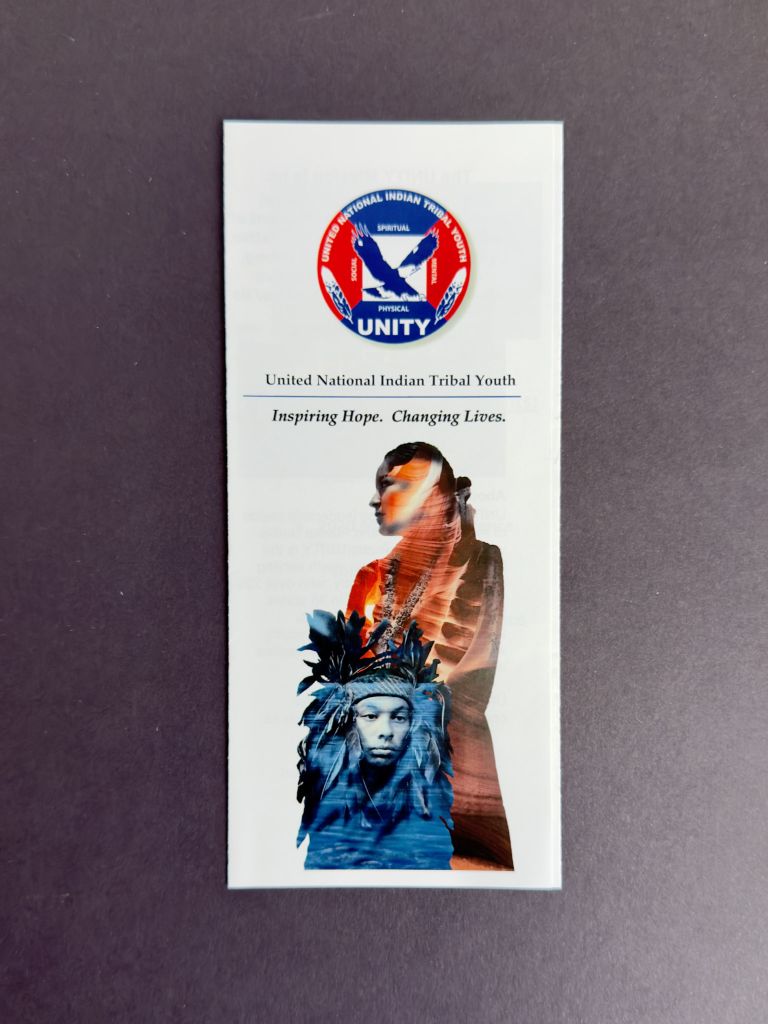 UNITED NATIONAL INDIAN TRIBAL YOUTH
SPIRITUAL
SOCIAL
MENTAL
PHYSICAL
UNITY
United National Indian Tribal Youth
Inspiring Hope. Changing Lives.